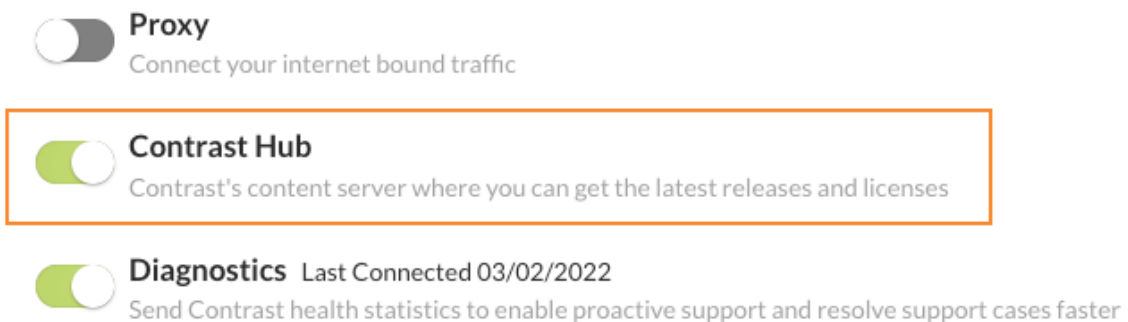 Proxy
Connect your internet bound traffic
Contrast Hub
Contrast's content server where you can get the latest releases and licenses
Diagnostics Last Connected 03/02/2022
Send Contrast health statistics to enable proactive support and resolve support cases faster